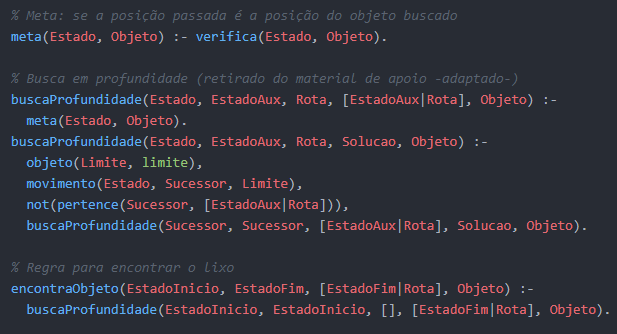 % Meta: se a posição passada é a posição do objeto buscado
meta(Estado, Objeto) :- verifica(Estado, Objeto).
% Busca em profundidade (retirado do material de apoio -adaptado-)
buscaProfundidade(Estado, EstadoAux, Rota, [EstadoAux|Rota], Objeto) :-
meta(Estado, Objeto).
buscaProfundidade(Estado, EstadoAux, Rota, Solucao, Objeto) :-
objeto(Limite, limite),
movimento(Estado, Sucessor, Limite),
not(pertence(Sucessor, [EstadoAux|Rota])),
buscaProfundidade(Sucessor, Sucessor, [EstadoAux|Rota], Solucao, Objeto).
% Regra para encontrar o lixo
encontraObjeto(EstadoInicio, EstadoFim, [EstadoFim|Rota], Objeto) :-
buscaProfundidade(EstadoInicio, EstadoInicio, [], [EstadoFim|Rota], Objeto).